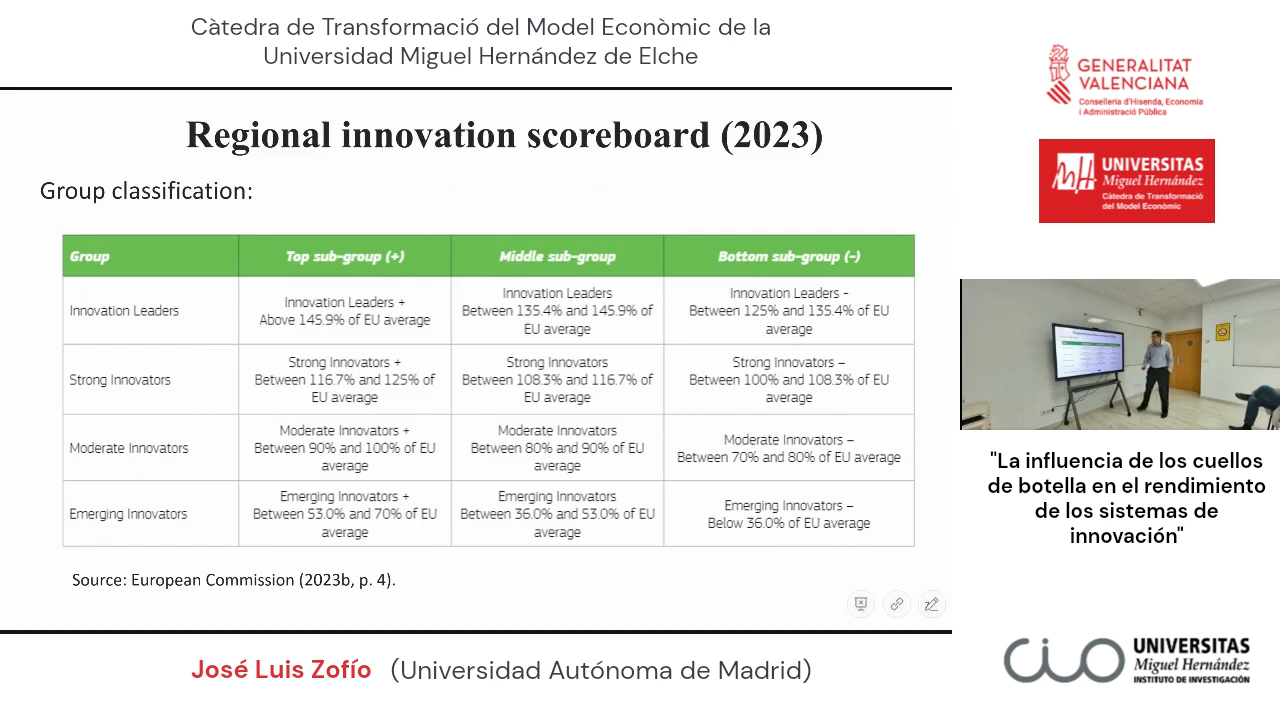 Càtedra de Transformació del Model Econòmic de la
Universidad Miguel Hernández de Elche
Regional innovation scoreboard (2023)
Group classification:
Group
Top sub-group (+)
Middle sub-group
Bottom sub-group (-)
Innovation Leaders
Innovation Leaders +
Above 145.9% of EU average
Innovation Leaders
Between 135.4% and 145.9% of
EU average
Innovation Leaders -
Between 125% and 135.4% of EU
average
Strong Innovators
Strong Innovators +
Between 116.7% and 125% of
EU average
Strong Innovators
Between 108.3% and 116.7% of
EU average
Strong Innovators –
Between 100% and 108.3% of EU
average
Moderate Innovators
Moderate Innovators +
Between 90% and 100% of EU
average
Moderate Innovators
Between 80% and 90% of EU
average
Moderate Innovators –
Between 70% and 80% of EU average
Emerging Innovators
Emerging Innovators +
Between 53.0% and 70% of EU
average
Emerging Innovators
Between 36.0% and 53.0% of EU
average
Emerging Innovators –
Below 36.0% of EU average
Source: European Commission (2023b, p. 4).
José Luis Zofío (Universidad Autónoma de Madrid)
GENERALITAT
VALENCIANA
Conselleria d'Hisenda, Economia
i Administració Pública
UNIVERSITAS
Miguel Hernández
Càtedra de Transformació
del Model Econòmic
"La influencia de los cuellos
de botella en el rendimiento
de los sistemas de
innovación"
CIO
UNIVERSITAS
Miguel Hernández
INSTITUTO DE INVESTIGACIÓN